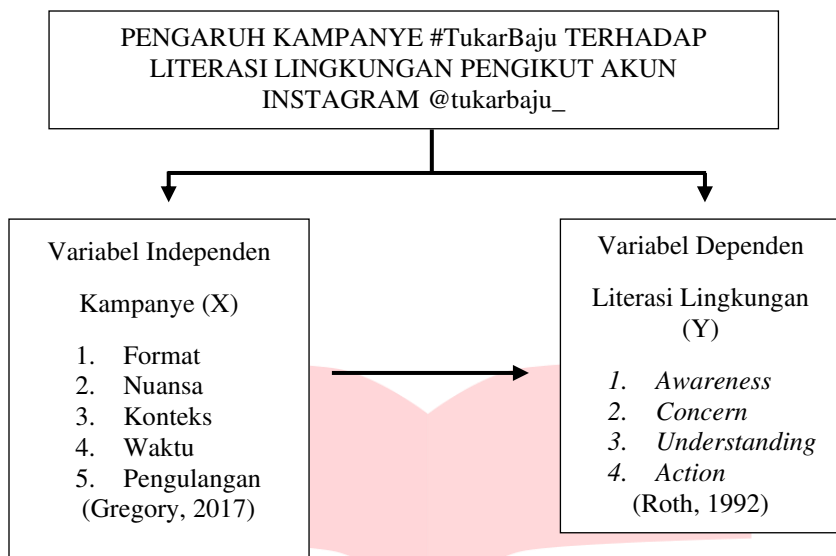 PENGARUH KAMPANYE #TukarBaju TERHADAP
LITERASI LINGKUNGAN PENGIKUT AKUN
INSTAGRAM @tukarbaju_
Variabel Independen
Kampanye (X)
1. Format
2. Nuansa
3. Konteks
4. Waktu
5. Pengulangan
(Gregory, 2017)
Variabel Dependen
Literasi Lingkungan
(Y)
1. Awareness
2. Concern
3. Understanding
4. Action
(Roth, 1992)